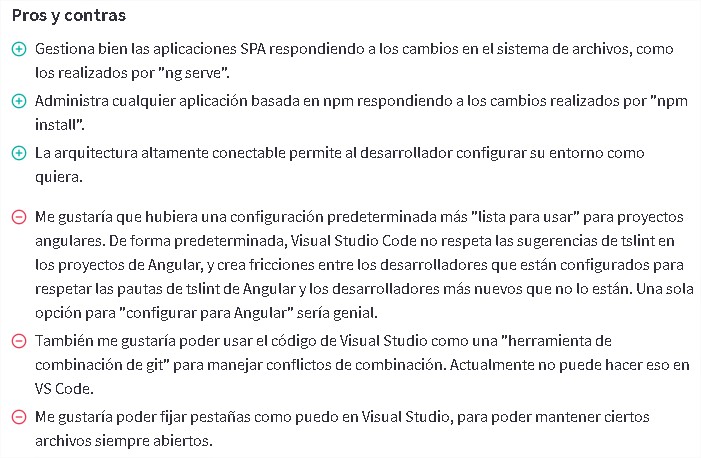 Pros y contras
Gestiona bien las aplicaciones SPA respondiendo a los cambios en el sistema de archivos, como
los realizados por "ng serve".
Administra cualquier aplicación basada en npm respondiendo a los cambios realizados por "npm
install".
La arquitectura altamente conectable permite al desarrollador configurar su entorno como
quiera.
Me gustaría que hubiera una configuración predeterminada más "lista para usar" para proyectos
angulares. De forma predeterminada, Visual Studio Code no respeta las sugerencias de tslint en
los proyectos de Angular, y crea fricciones entre los desarrolladores que están configurados para
respetar las pautas de tslint de Angular y los desarrolladores más nuevos que no lo están. Una sola
opción para "configurar para Angular" sería genial.
También me gustaría poder usar el código de Visual Studio como una "herramienta de
combinación de git" para manejar conflictos de combinación. Actualmente no puede hacer eso en
VS Code.
Me gustaría poder fijar pestañas como puedo en Visual Studio, para poder mantener ciertos
archivos siempre abiertos.